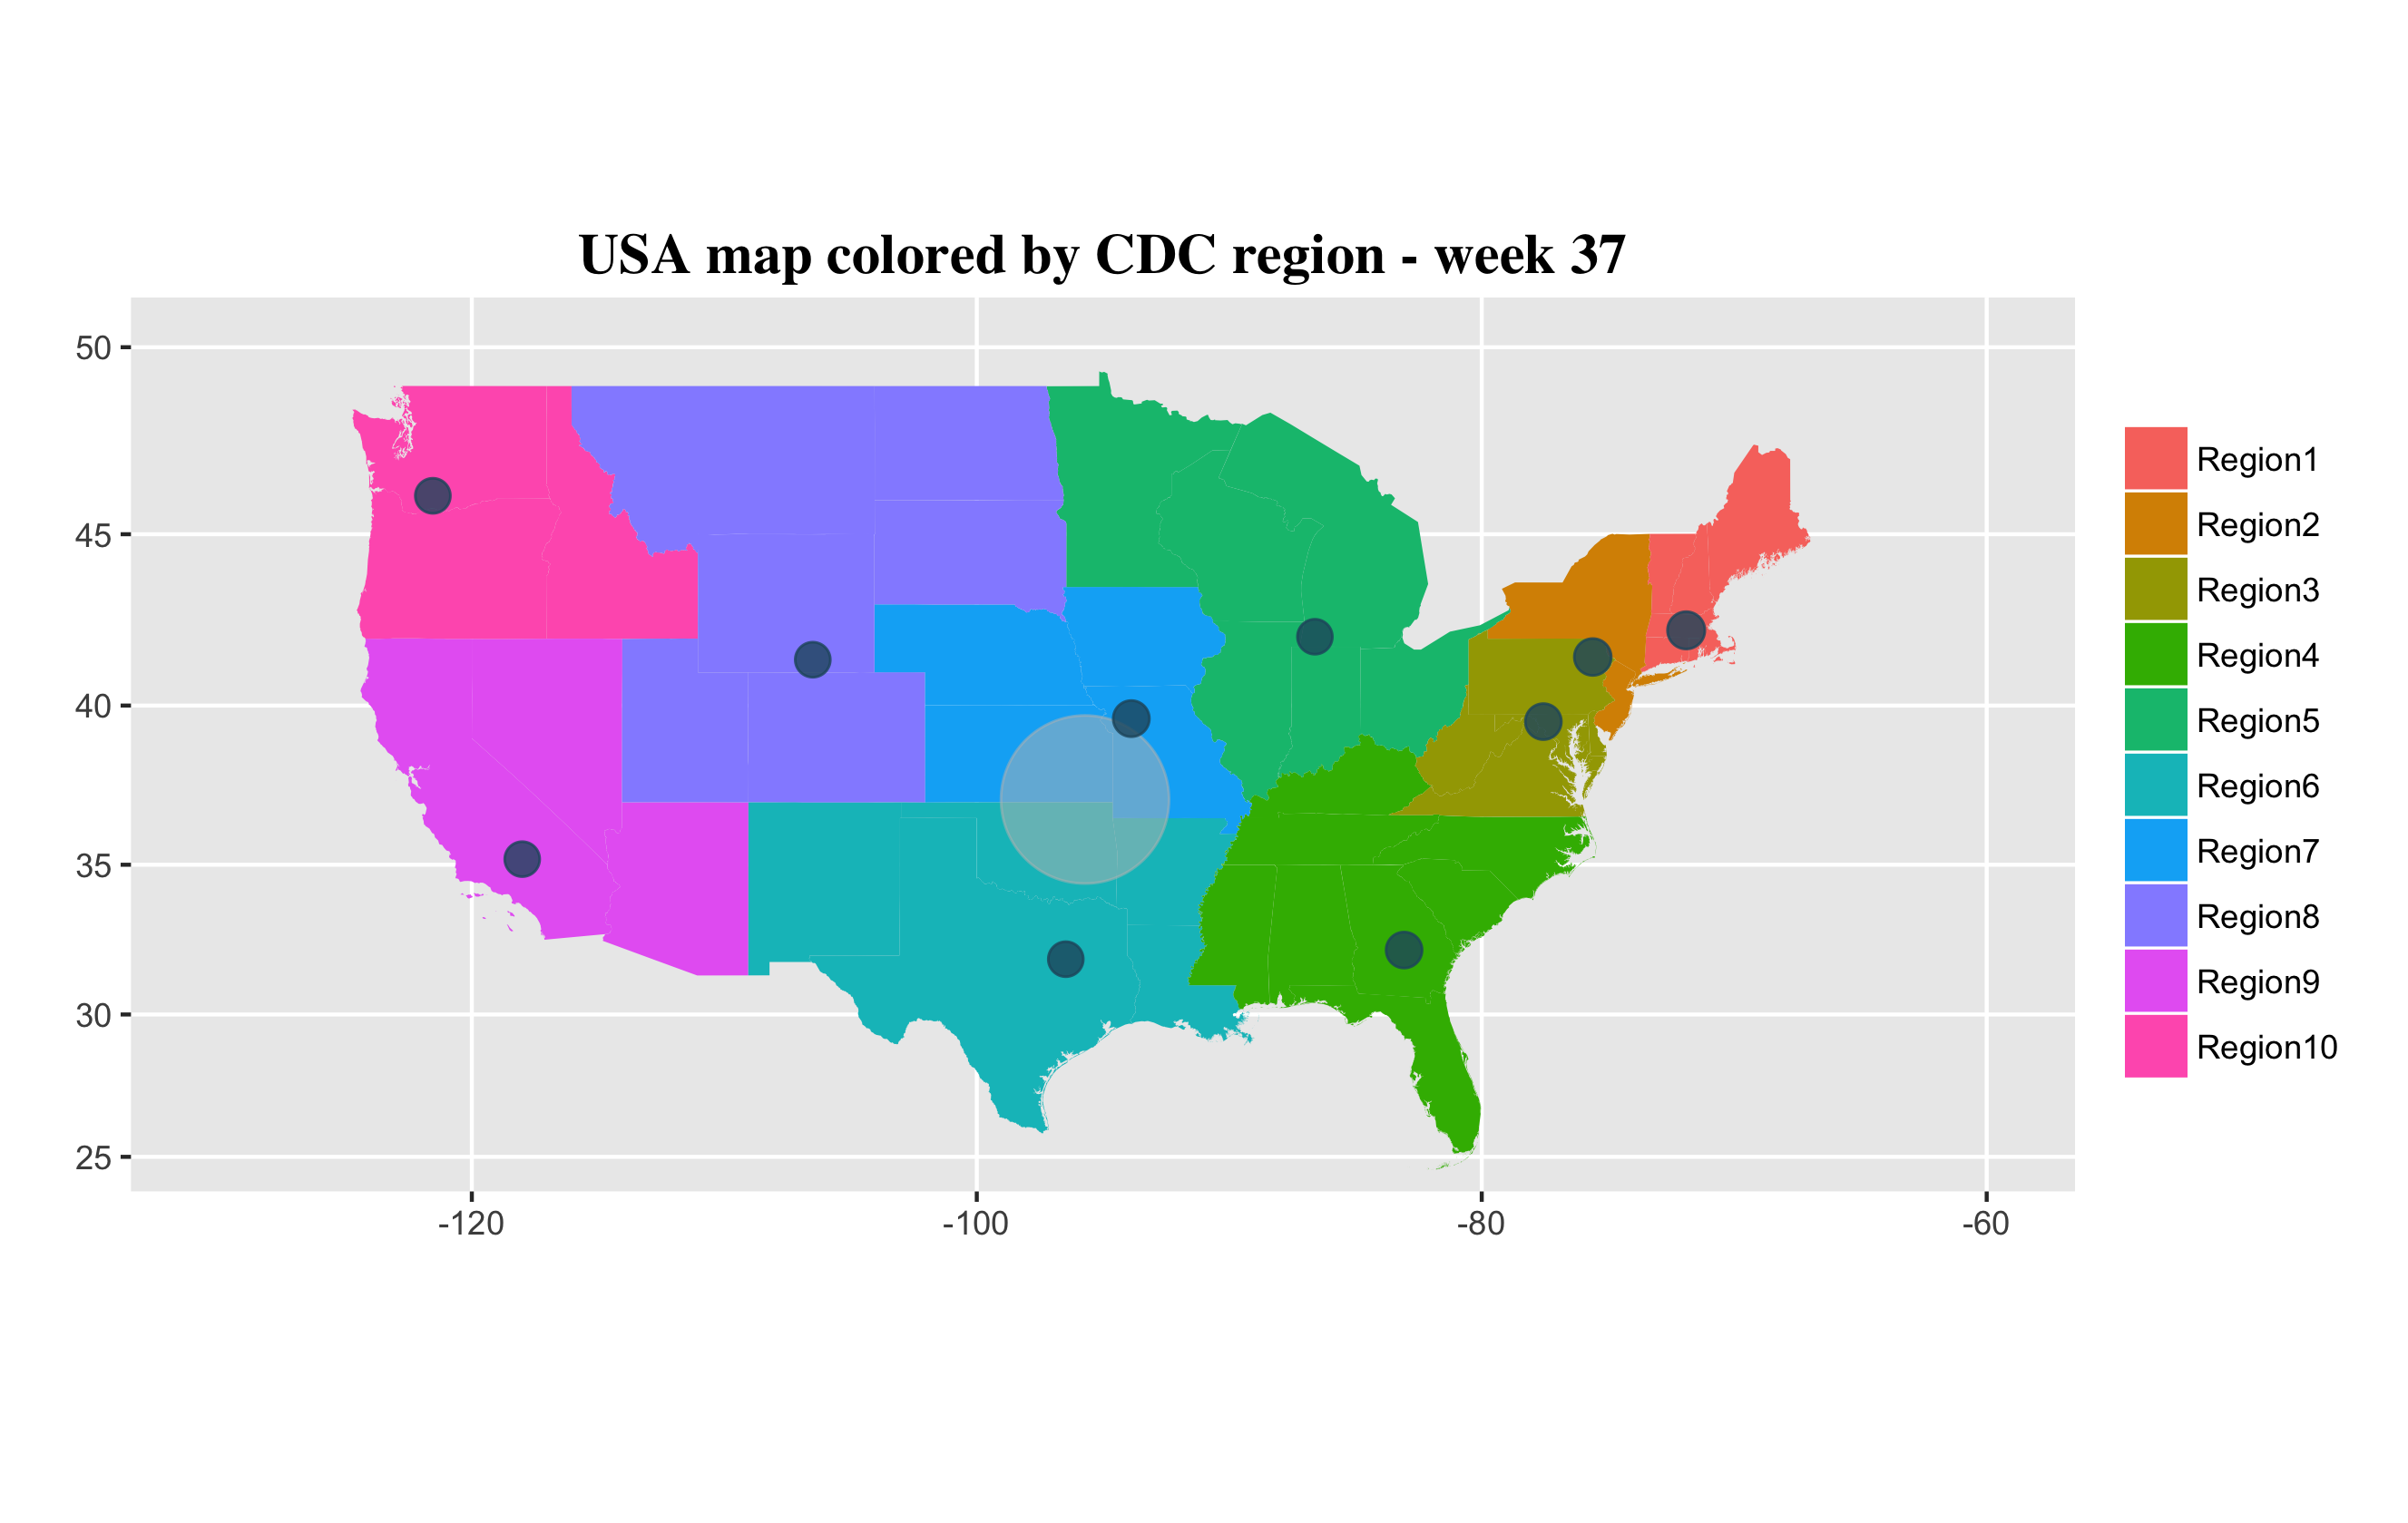 USA map colored by CDC region - week 37
50
45
40
35
30
25
-120
-100
-80
-60
Region1
Region2
Region3
Region4
Region5
Region6
Region7
Region8
Region9
Region10